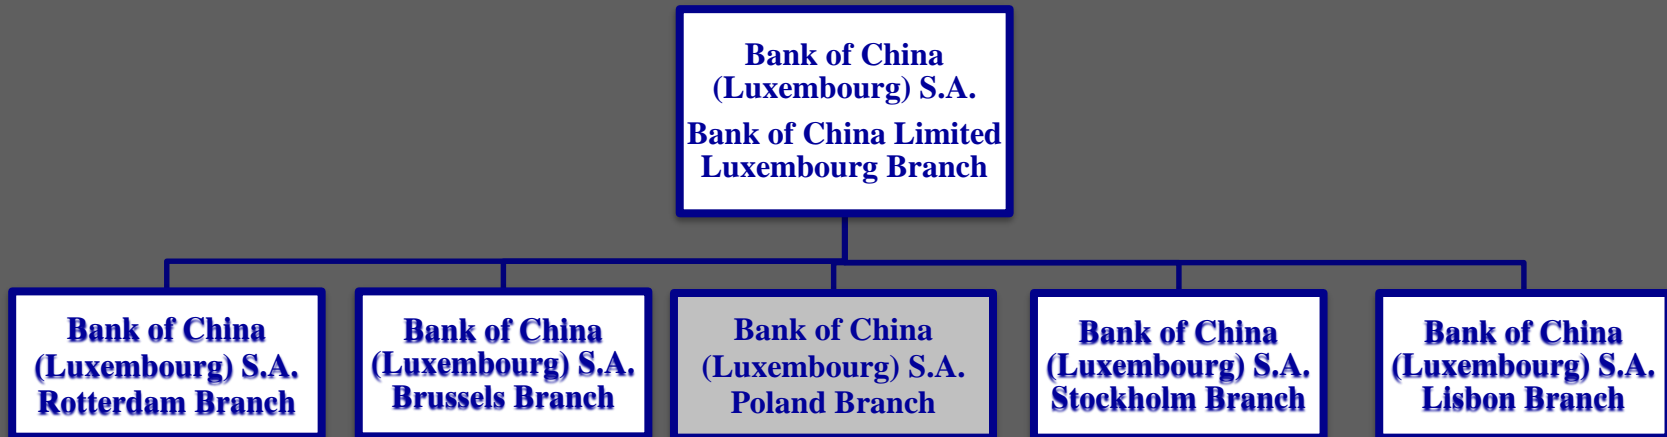 Bank of China
(Luxembourg) S.A.
Bank of China Limited
Luxembourg Branch
Bank of China
(Luxembourg) S.A.
Rotterdam Branch
Bank of China
(Luxembourg) S.A.
Brussels Branch
Bank of China
(Luxembourg) S.A.
Poland Branch
Bank of China
(Luxembourg) S.A.
Stockholm Branch
Bank of China
(Luxembourg) S.A.
Lisbon Branch